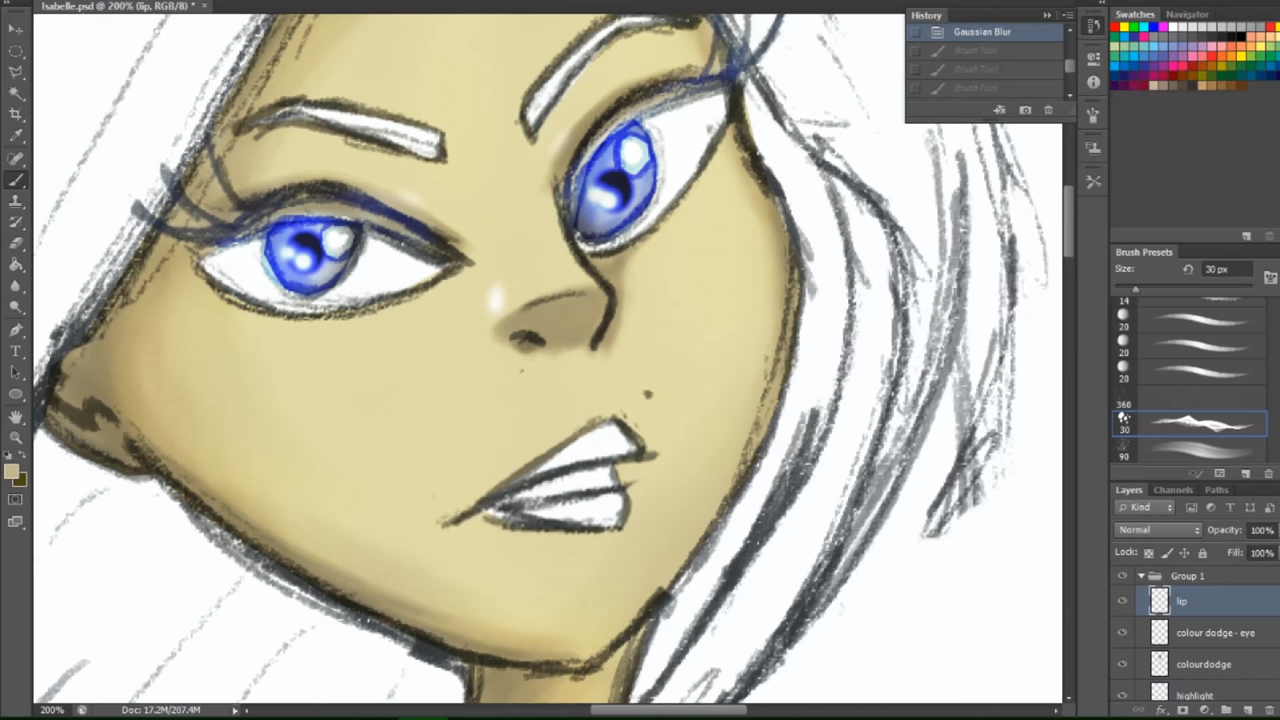 Isabelle.psd @ 200% (lip, RGB/8) *
History
Gaussian Blur
Brush Tool
Brush Tool
Brush Tool
Swatches Navigator
Brush Presets
Size: 30 px
14
20
20
20
360
30
90
Layers Channels Paths
Kind
Normal Opacity: 100%
Lock: Fill: 100%
Group 1
lip
colour dodge - eye
colourdodge
highlight
200% Doc: 17.2M/207.4M